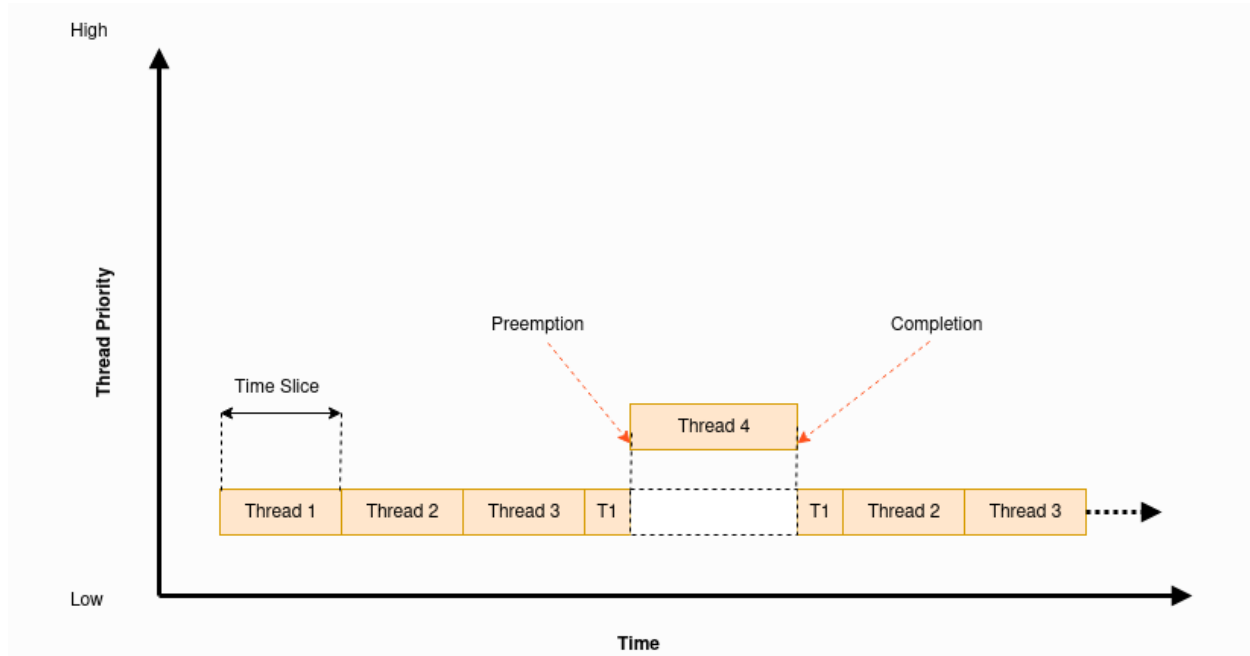 High
Thread Priority
Preemption
Completion
Time Slice
Thread 4
Thread 1
Thread 2
Thread 3
T1
T1
Thread 2
Thread 3
Low
Time